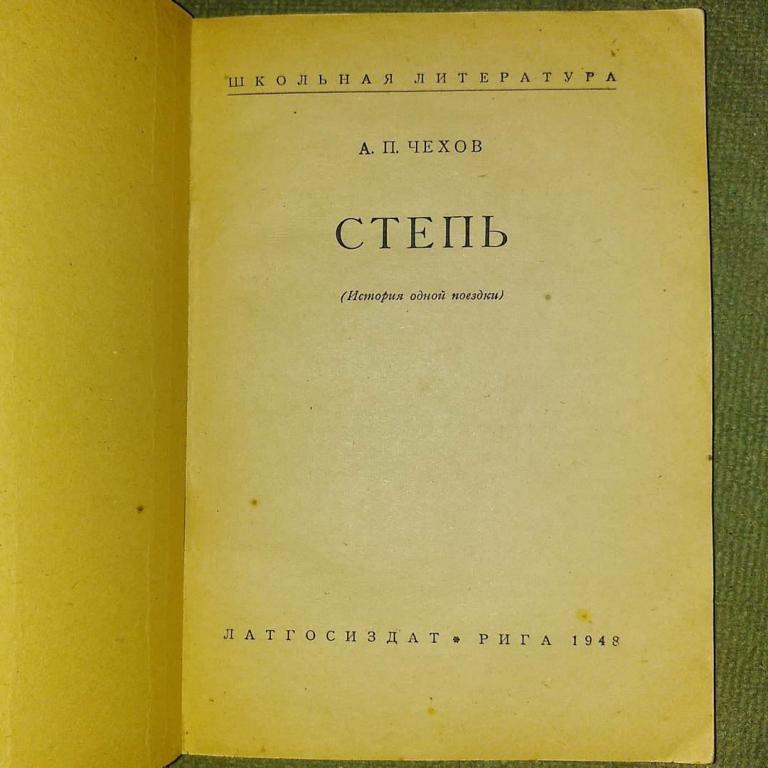 ШКОЛЬНАЯ ЛИТЕРАТУРА
А. П. ЧЕХОВ
СТЕПЬ
(История одной поездки)
ЛАТГОСИЗДАТ * РИГА 1948